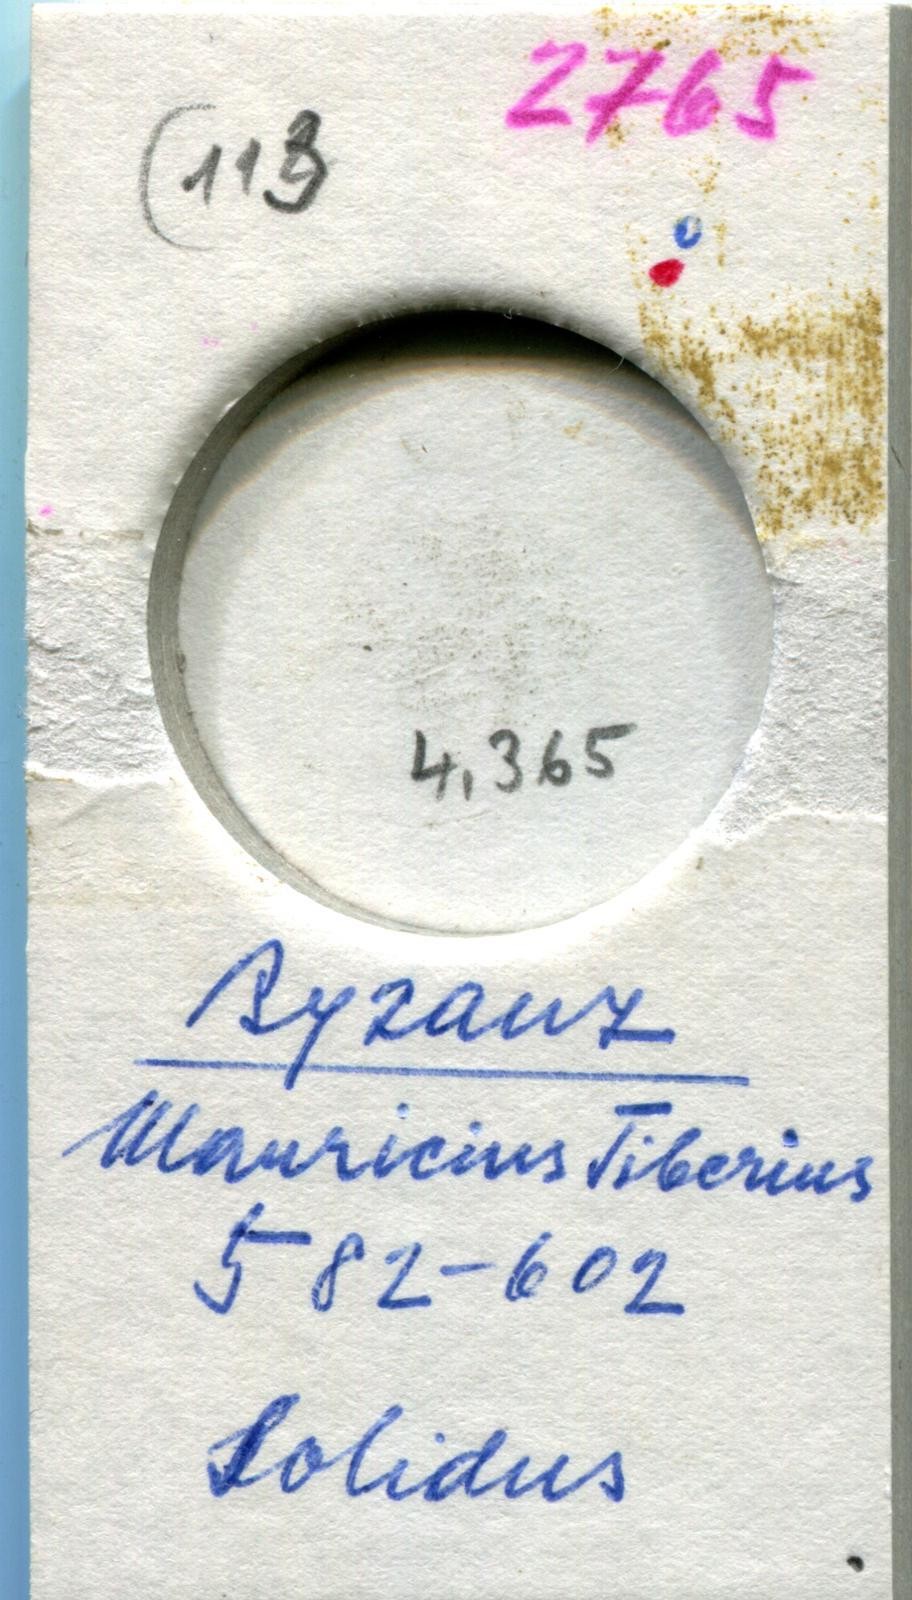 2765
(113
4,365
Byzanz
Mauricius Tiberius
582-602
Solidus